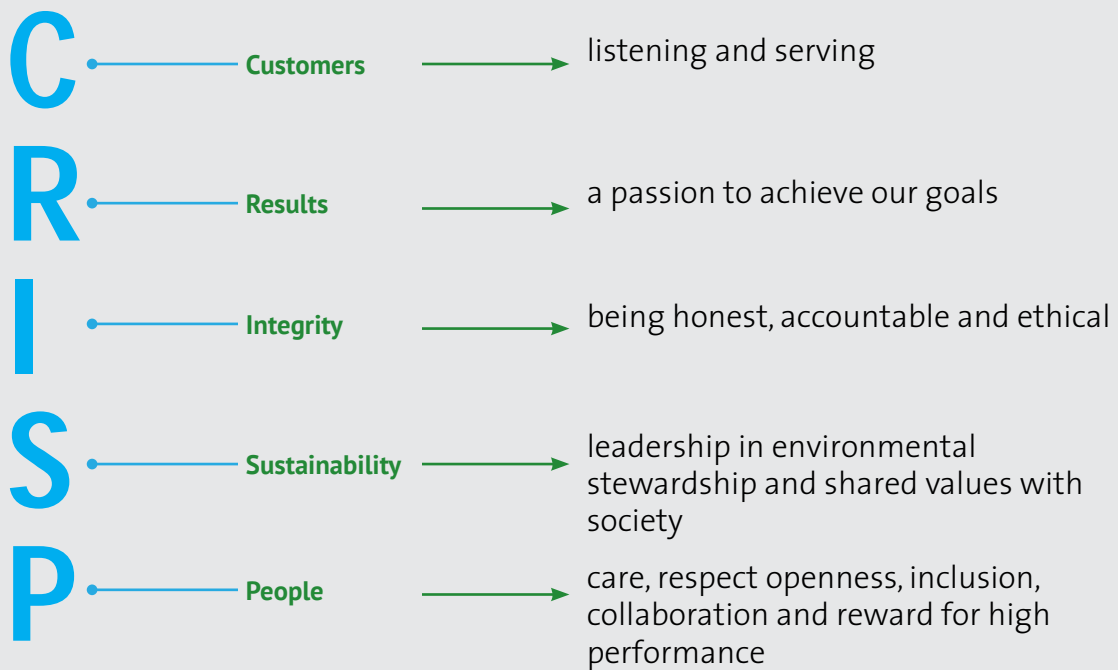 C
Customers
listening and serving
R
Results
a passion to achieve our goals
I
Integrity
being honest, accountable and ethical
S
Sustainability
leadership in environmental
stewardship and shared values with
society
P
People
care, respect openness, inclusion,
collaboration and reward for high
performance